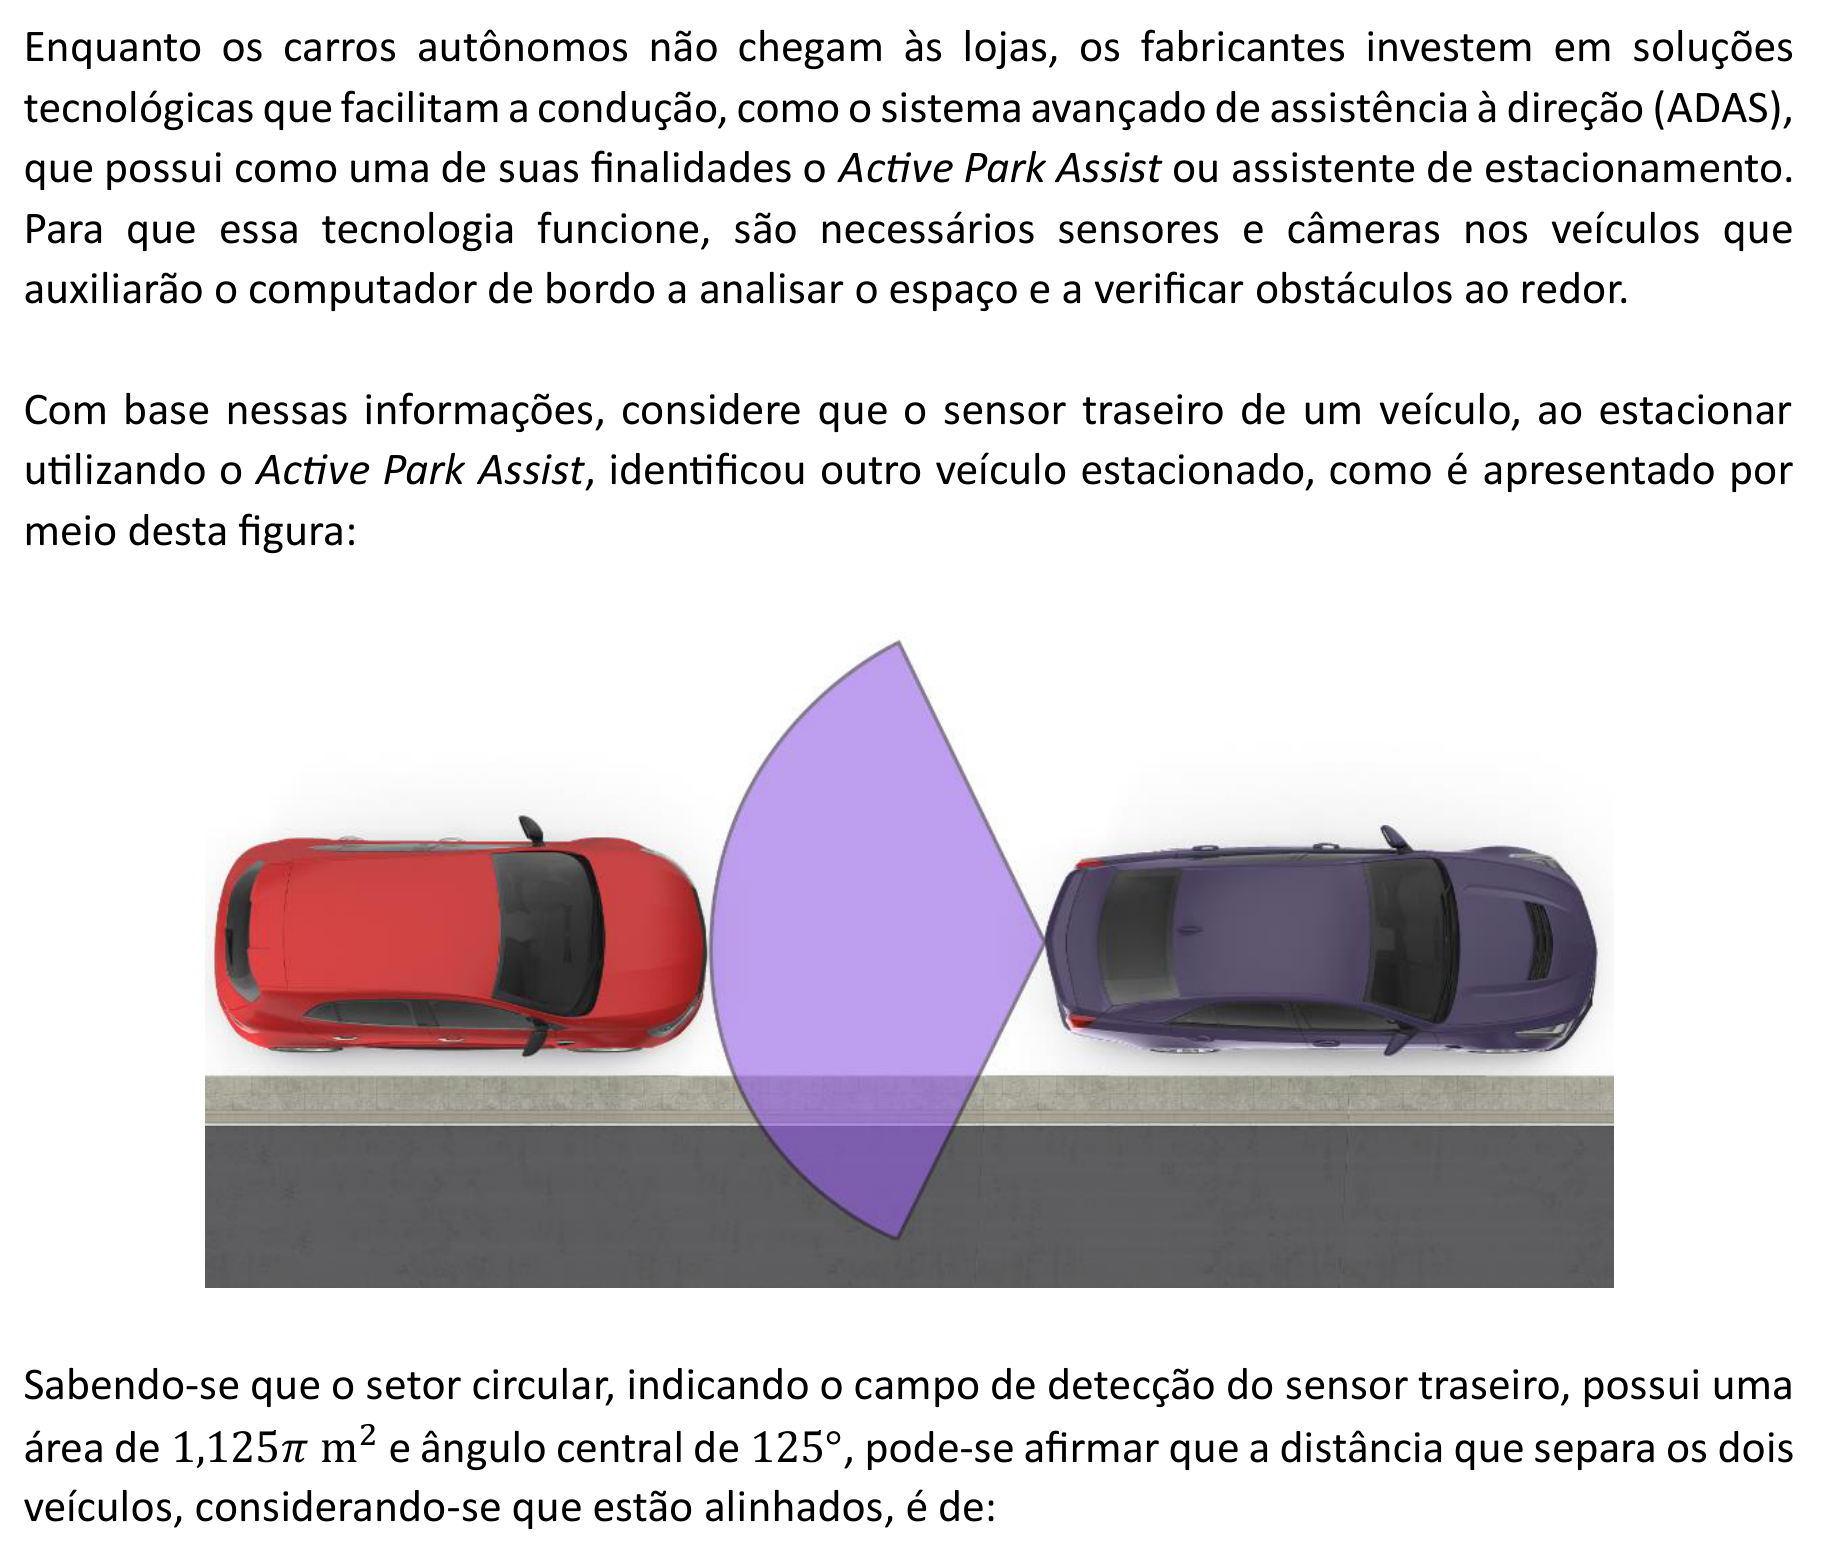 Enquanto os carros autônomos não chegam às lojas, os fabricantes investem em soluções
tecnológicas que facilitam a condução, como o sistema avançado de assistência à direção (ADAS),
que possui como uma de suas finalidades o Active Park Assist ou assistente de estacionamento.
Para que essa tecnologia funcione, são necessários sensores e câmeras nos veículos que
auxiliarão o computador de bordo a analisar o espaço e a verificar obstáculos ao redor.
Com base nessas informações, considere que o sensor traseiro de um veículo, ao estacionar
utilizando o Active Park Assist, identificou outro veículo estacionado, como é apresentado por
meio desta figura:
Sabendo-se que o setor circular, indicando o campo de detecção do sensor traseiro, possui uma
área de 1,125π m² e ângulo central de 125°, pode-se afirmar que a distância que separa os dois
veículos, considerando-se que estão alinhados, é de: